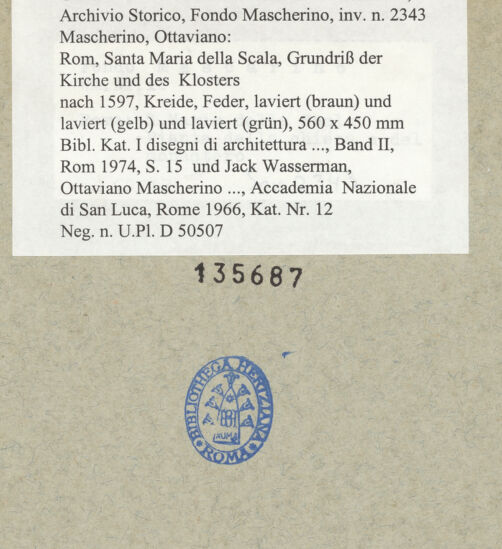 Archivio Storico, Fondo Mascherino, inv. n. 2343
Mascherino, Ottaviano:
Rom, Santa Maria della Scala, Grundriß der
Kirche und des Klosters
nach 1597, Kreide, Feder, laviert (braun) und
laviert (gelb) und laviert (grün), 560 x 450 mm
Bibl. Kat. I disegni di architettura ..., Band II,
Rom 1974, S. 15 und Jack Wasserman,
Ottaviano Mascherino ..., Accademia Nazionale
di San Luca, Rome 1966, Kat. Nr. 12
Neg. n. U.Pl. D 50507
135687
BIBLIOTHECA HERTZIANA
ROMA